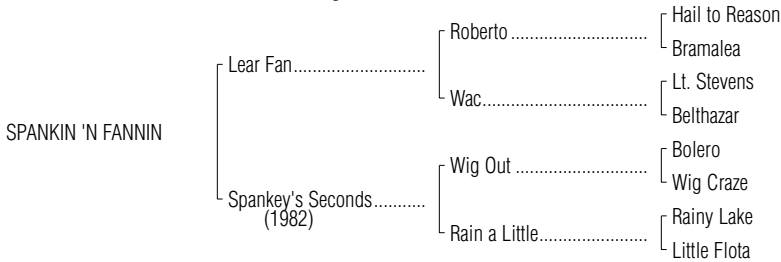 Hail to Reason
Roberto ..............................
Bramalea
Lear Fan............................
Lt. Stevens
Wac....................................
Belthazar
SPANKIN 'N FANNIN
Bolero
Wig Out .............................
Wig Craze
Spankey's Seconds...........
(1982)
Rainy Lake
Rain a Little........................
Little Flota